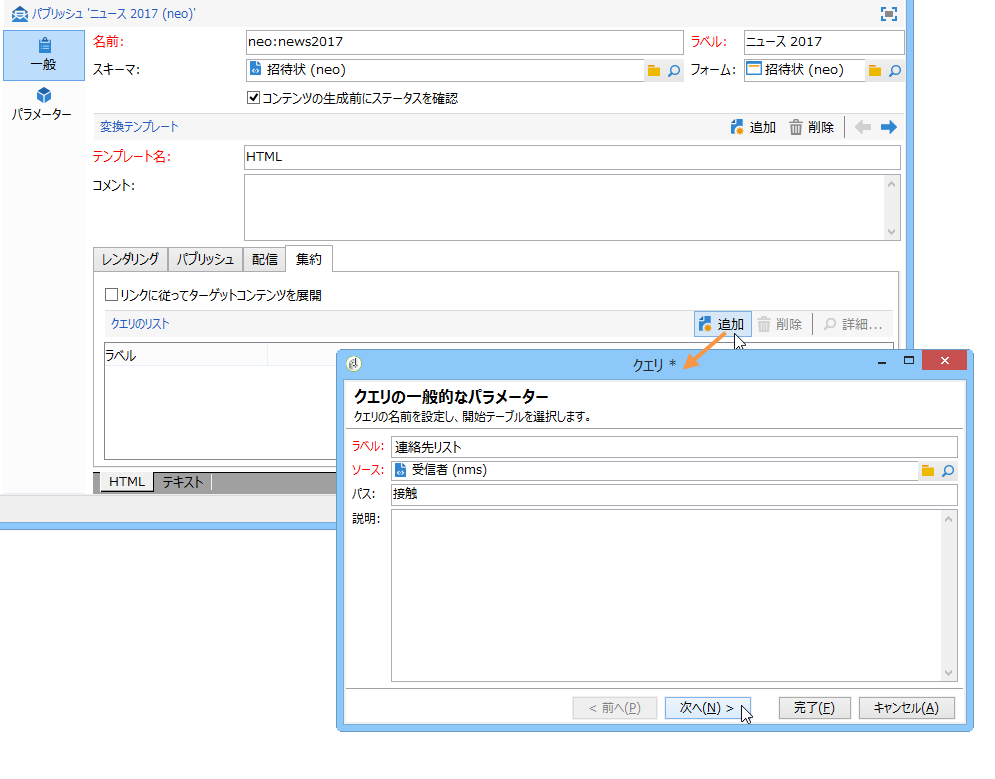 パブリッシュ 'ニュース 2017 (neo)'
一般
パラメーター
名前: neo:news2017 ラベル: ニュース 2017
スキーマ: 招待状 (neo) フォーム: 招待状 (neo)
コンテンツの生成前にステータスを確認
変換テンプレート 追加 削除
テンプレート名: HTML
コメント:
レンダリング パブリッシュ 配信 集約
リンクに従ってターゲットコンテンツを展開
クエリのリスト 追加 削除 詳細...
ラベル
HTML テキスト
クエリ *
クエリの一般的なパラメーター
クエリの名前を設定し、開始テーブルを選択します。
ラベル: 連絡先リスト
ソース: 受信者 (nms)
パス: 接触
説明:
< 前へ(P) 次へ(N) > 完了(F) キャンセル(A)